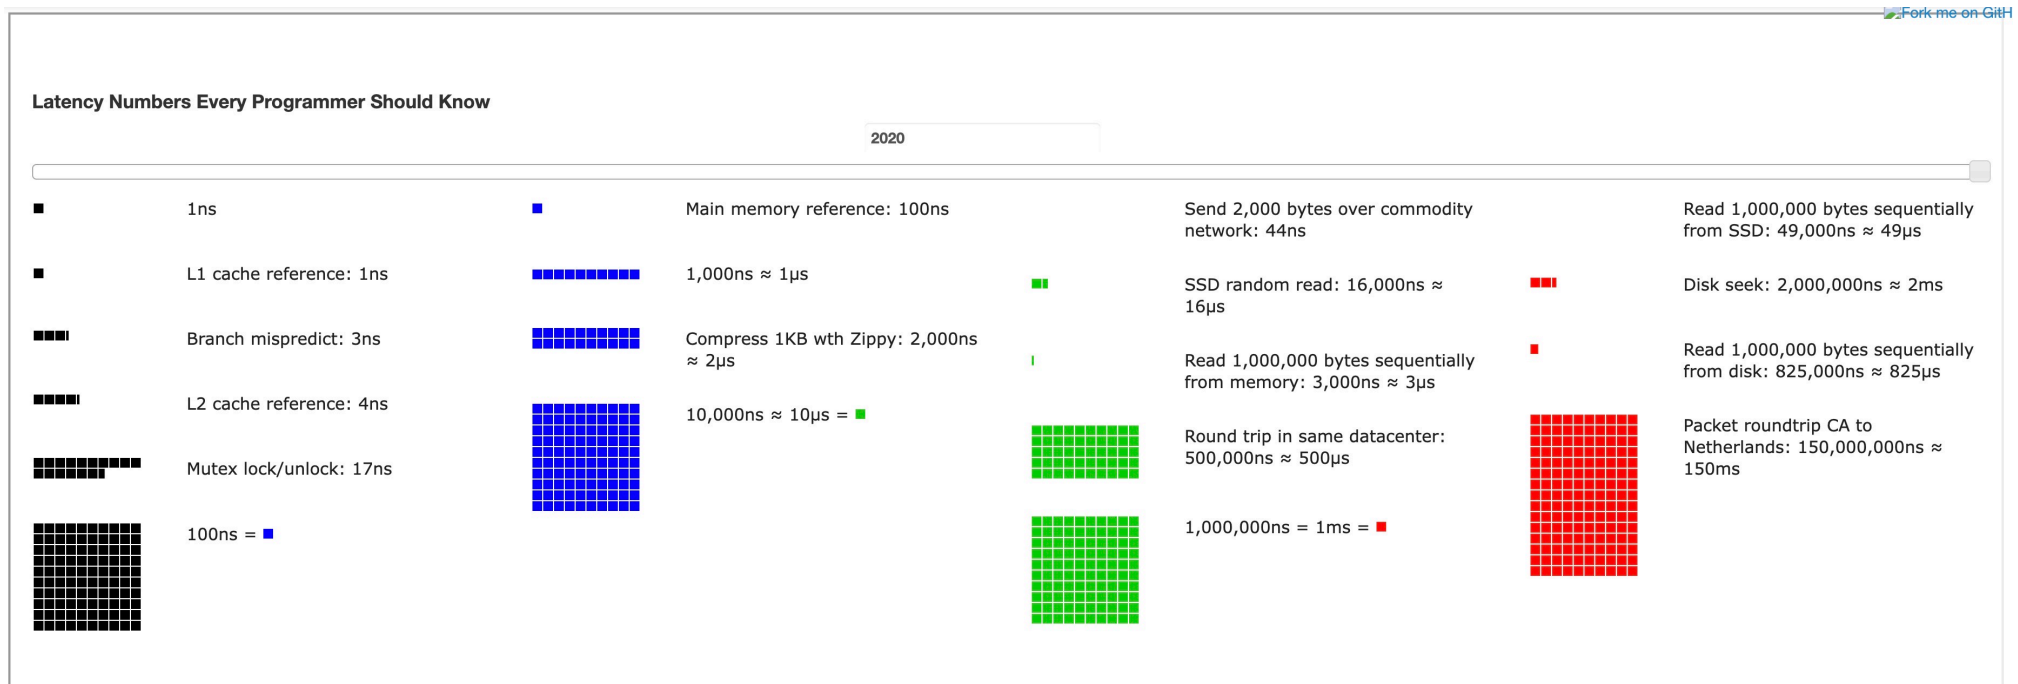 Fork me on GitH
Latency Numbers Every Programmer Should Know
2020
1ns
L1 cache reference: 1ns
Branch mispredict: 3ns
L2 cache reference: 4ns
Mutex lock/unlock: 17ns
100ns =
Main memory reference: 100ns
1,000ns ≈ 1μs
Compress 1KB wth Zippy: 2,000ns
≈ 2μs
10,000ns ≈ 10μs =
Send 2,000 bytes over commodity
network: 44ns
SSD random read: 16,000ns ≈
16μs
Read 1,000,000 bytes sequentially
from memory: 3,000ns ≈ 3μs
Round trip in same datacenter:
500,000ns ≈ 500μs
1,000,000ns = 1ms =
Read 1,000,000 bytes sequentially
from SSD: 49,000ns ≈ 49μs
Disk seek: 2,000,000ns ≈ 2ms
Read 1,000,000 bytes sequentially
from disk: 825,000ns ≈ 825μs
Packet roundtrip CA to
Netherlands: 150,000,000ns ≈
150ms